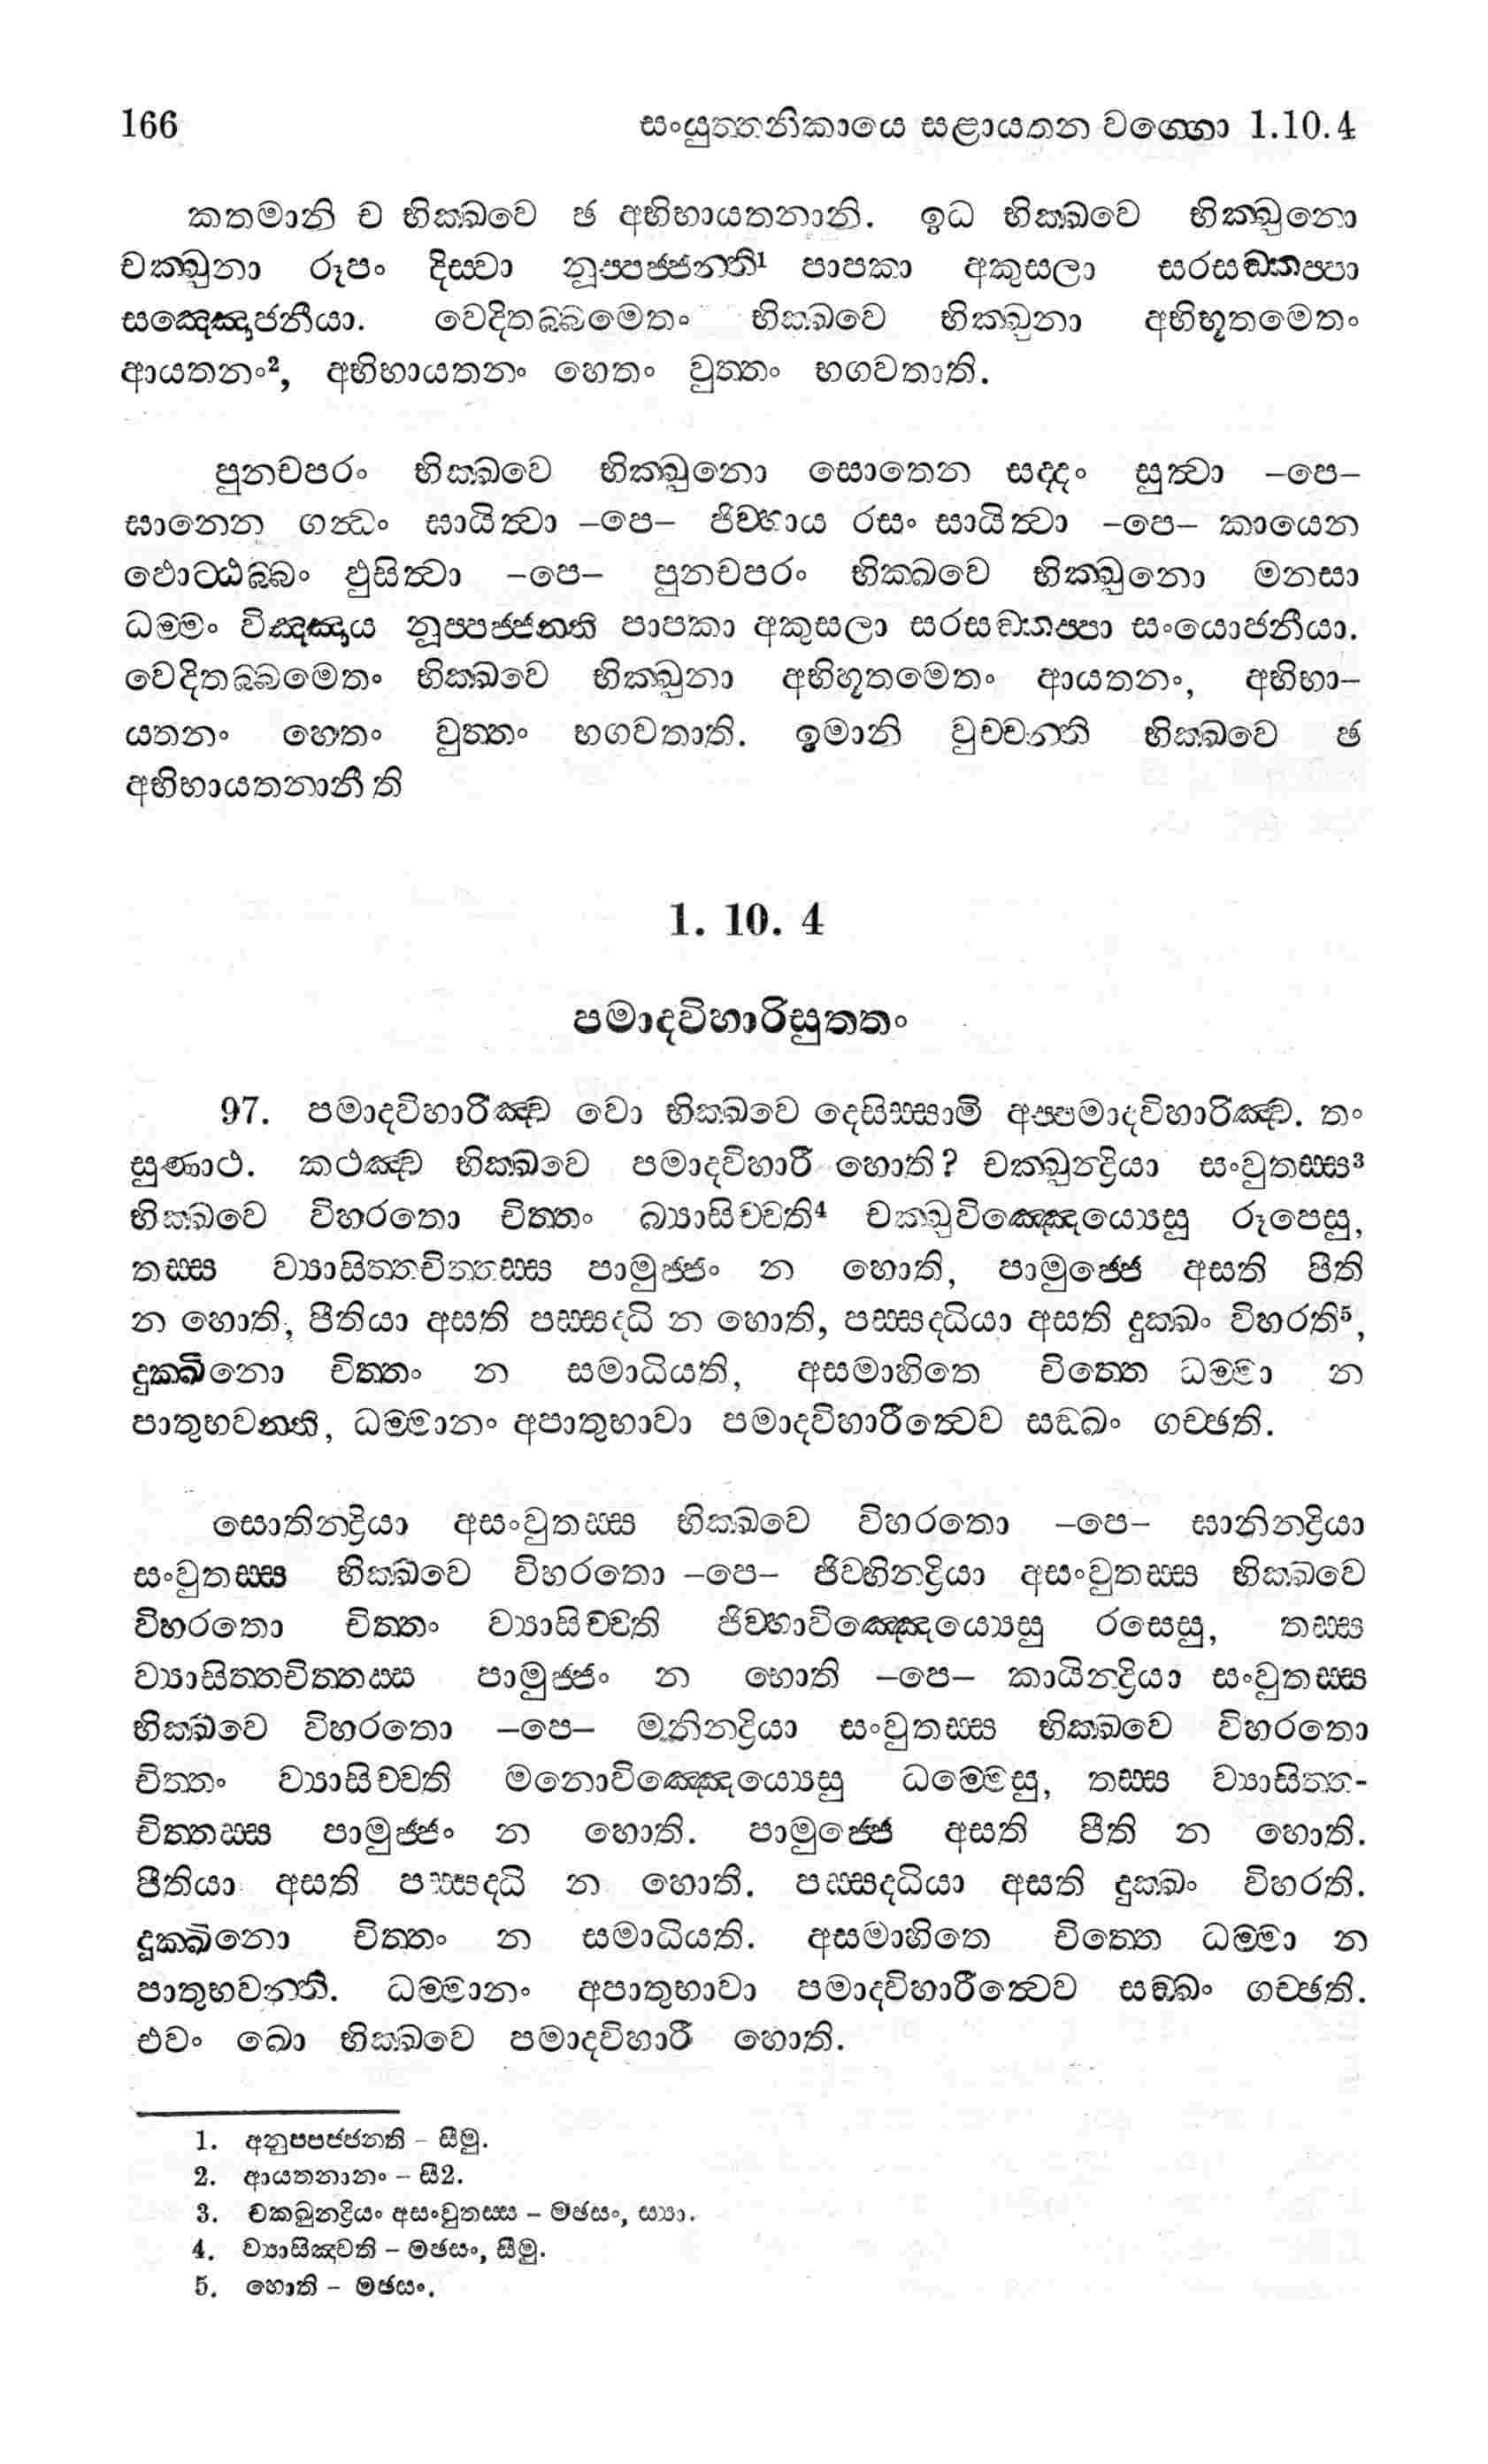 166 සංයුත්තනිකායෙ සළායතන වග්ගො 1.10.4
කතමානි ච භික්ඛවෙ ඡ අභිභායතනානි. ඉධ භික්ඛවෙ භික්ඛුනො
චක්ඛුනා රූපං දිස්වා නූප්පජ්ජන්ති¹ පාපකා අකුසලා සරසඞ්කප්පා
සඤ්ඤොජනීයා. වෙදිතබ්බමෙතං භික්ඛවෙ භික්ඛුනා අභිභූතමෙතං
ආයතනං², අභිභායතනං හෙතං වුත්තං භගවතාති.
පුනචපරං භික්ඛවෙ භික්ඛුනො සොතෙන සද්දං සුත්වා –පෙ–
ඝානෙන ගන්ධං ඝායිත්වා –පෙ– ජිව්හාය රසං සායිත්වා –පෙ– කායෙන
ඵොට්ඨබ්බං ඵුසිත්වා –පෙ– පුනචපරං භික්ඛවෙ භික්ඛුනො මනසා
ධම්මං විඤ්ඤාය නූප්පජ්ජන්ති පාපකා අකුසලා සරසඞ්කප්පා සංයොජනීයා.
වෙදිතබ්බමෙතං භික්ඛවෙ භික්ඛුනා අභිභූතමෙතං ආයතනං, අභිභා–
යතනං හෙතං වුත්තං භගවතාති. ඉමානි වුච්චන්ති භික්ඛවෙ ඡ
අභිභායතනානී ති
1. 10. 4
පමාදවිහාරිසුත්තං
97. පමාදවිහාරිඤ්ච වො භික්ඛවෙ දෙසිස්සාමි අප්පමාදවිහාරිඤ්ච. තං
සුණාථ. කථඤ්ච භික්ඛවෙ පමාදවිහාරී හොති? චක්ඛුන්ද්‍රියා සංවුතස්ස³
භික්ඛවෙ විහරතො චිත්තං බ්‍යාසිච්චති⁴ චක්ඛුවිඤ්ඤෙය්‍යෙසු රූපෙසු,
තස්ස ව්‍යාසිත්තචිත්තස්ස පාමුජ්ජං න හොති, පාමුජ්ජෙ අසති පීති
න හොති, පීතියා අසති පස්සද්ධි න හොති, පස්සද්ධියා අසති දුක්ඛං විහරති⁵,
දුක්ඛිනො චිත්තං න සමාධියති, අසමාහිතෙ චිත්තෙ ධම්මා න
පාතුභවන්ති, ධම්මානං අපාතුභාවා පමාදවිහාරීත්වෙව සඞ්ඛං ගච්ඡති.
සොතින්ද්‍රියා අසංවුතස්ස භික්ඛවෙ විහරතො –පෙ– ඝානින්ද්‍රියා
සංවුතස්ස භික්ඛවෙ විහරතො –පෙ– ජිව්හින්ද්‍රියා අසංවුතස්ස භික්ඛවෙ
විහරතො චිත්තං ව්‍යාසිච්චති ජිව්හාවිඤ්ඤෙය්‍යෙසු රසෙසු, තස්ස
ව්‍යාසිත්තචිත්තස්ස පාමුජ්ජං න හොති –පෙ– කායින්ද්‍රියා සංවුතස්ස
භික්ඛවෙ විහරතො –පෙ– මනින්ද්‍රියා සංවුතස්ස භික්ඛවෙ විහරතො
චිත්තං ව්‍යාසිච්චති මනොවිඤ්ඤෙය්‍යෙසු ධම්මෙසු, තස්ස ව්‍යාසිත්ත-
චිත්තස්ස පාමුජ්ජං න හොති. පාමුජ්ජෙ අසති පීති න හොති.
පීතියා අසති පස්සද්ධි න හොති. පස්සද්ධියා අසති දුක්ඛං විහරති.
දූක්ඛිනො චිත්තං න සමාධියති. අසමාහිතෙ චිත්තෙ ධම්මා න
පාතුභවන්ති. ධම්මානං අපාතුභාවා පමාදවිහාරීත්වෙව සඞ්ඛං ගච්ඡති.
එවං ඛො භික්ඛවෙ පමාදවිහාරී හොති.
1. අනුප්පජ්ජන්ති – සීමු.
2. ආයතනානං – සී2.
3. චක්ඛුන්ද්‍රියං අසංවුතස්ස – මඡසං, ස්‍යා.
4. ව්‍යාසිඤ්චති – මඡසං, සීමු.
5. හොති – මඡසං.